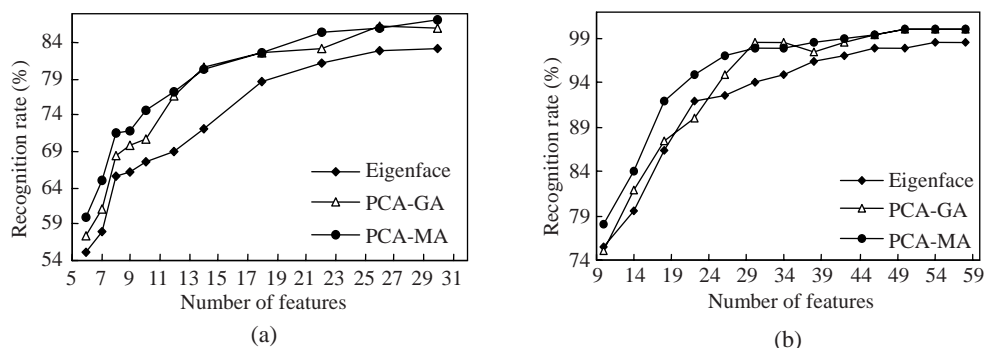 84
79
74
69
64
59
54
Recognition rate (%)
Eigenface
PCA-GA
PCA-MA
5 7 9 11 13 15 17 19 21 23 25 27 29 31
Number of features
(a)
99
94
89
84
79
74
Recognition rate (%)
Eigenface
PCA-GA
PCA-MA
9 14 19 24 29 34 39 44 49 54 59
Number of features
(b)